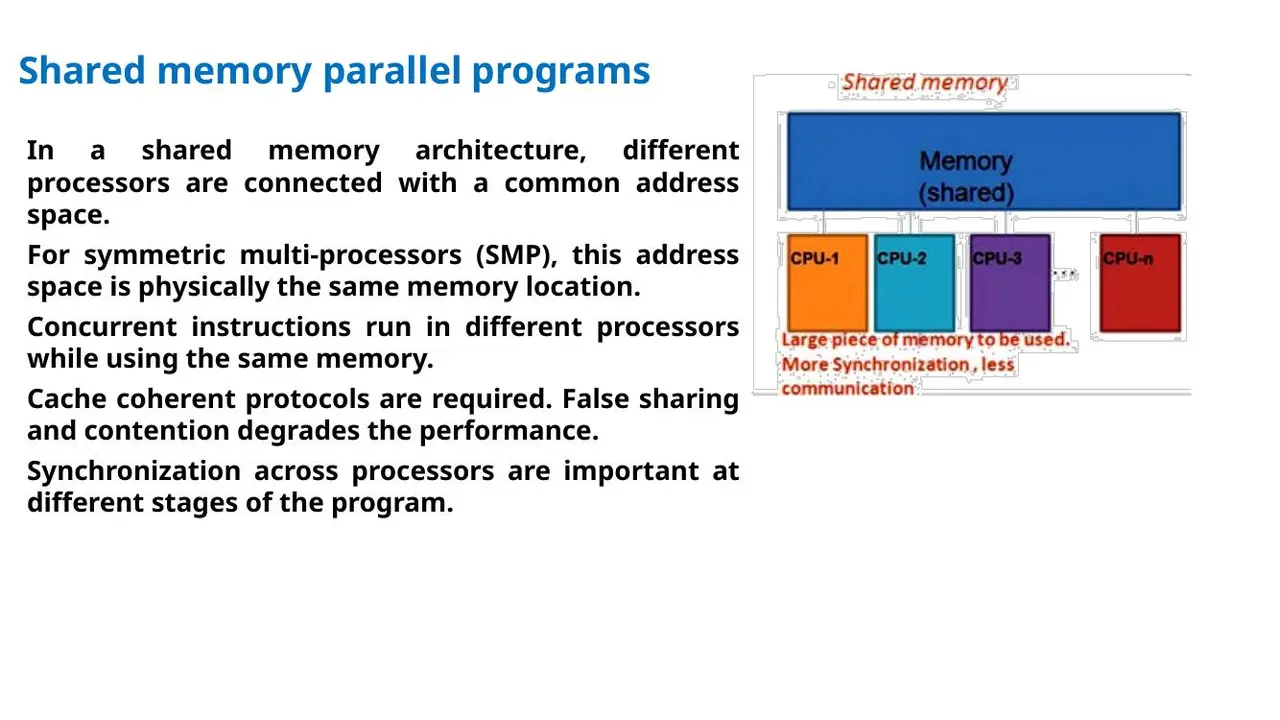 Shared memory parallel programs
In a shared memory architecture, different
processors are connected with a common address
space.
For symmetric multi-processors (SMP), this address
space is physically the same memory location.
Concurrent instructions run in different processors
while using the same memory.
Cache coherent protocols are required. False sharing
and contention degrades the performance.
Synchronization across processors are important at
different stages of the program.
Shared memory
Memory
(shared)
CPU-1 CPU-2 CPU-3 ... CPU-n
Large piece of memory to be used.
More Synchronization , less
communication